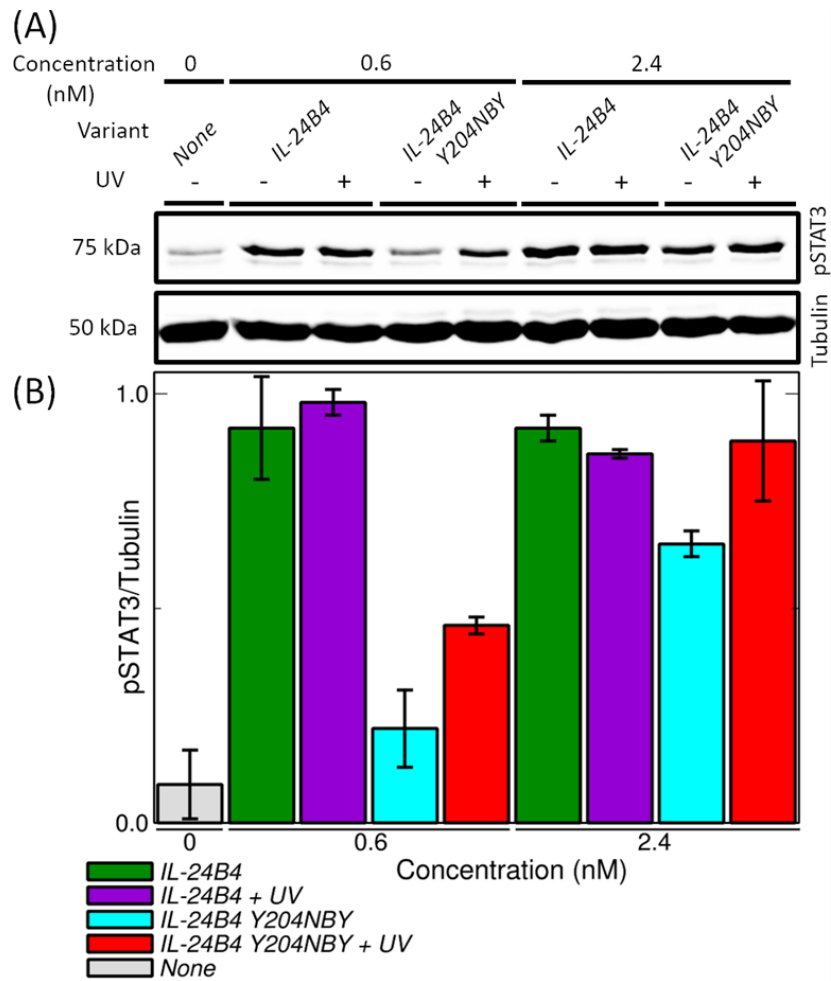 (A)
Concentration (nM) 0 0.6 2.4
Variant None IL-24B4 IL-24B4 Y204NBY IL-24B4 IL-24B4 Y204NBY
UV - - + - + - + - +
75 kDa pSTAT3
50 kDa Tubulin
(B)
1.0
pSTAT3/Tubulin
0.0
0 0.6 2.4
Concentration (nM)
IL-24B4
IL-24B4 + UV
IL-24B4 Y204NBY
IL-24B4 Y204NBY + UV
None